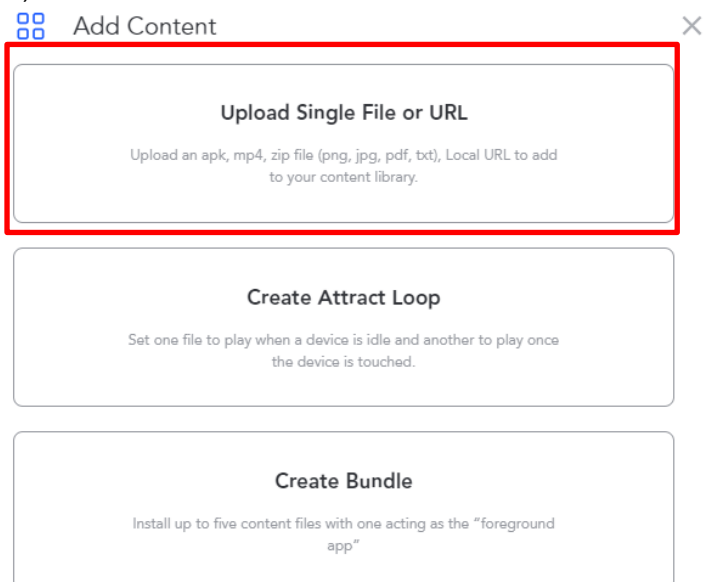 Add Content
Upload Single File or URL
Upload an apk, mp4, zip file (png, jpg, pdf, txt), Local URL to add
to your content library.
Create Attract Loop
Set one file to play when a device is idle and another to play once
the device is touched.
Create Bundle
Install up to five content files with one acting as the “foreground
app”